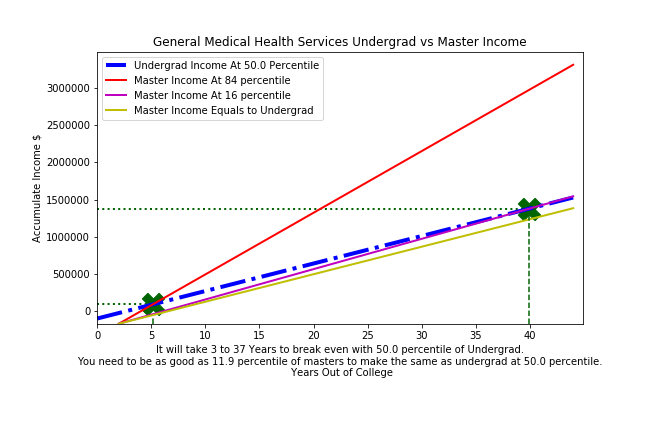 General Medical Health Services Undergrad vs Master Income
Undergrad Income At 50.0 Percentile
Master Income At 84 percentile
Master Income At 16 percentile
Master Income Equals to Undergrad
Accumulate Income $
3000000
2500000
2000000
1500000
1000000
500000
0
0 5 10 15 20 25 30 35 40
It will take 3 to 37 Years to break even with 50.0 percentile of Undergrad.
You need to be as good as 11.9 percentile of masters to make the same as undergrad at 50.0 percentile.
Years Out of College